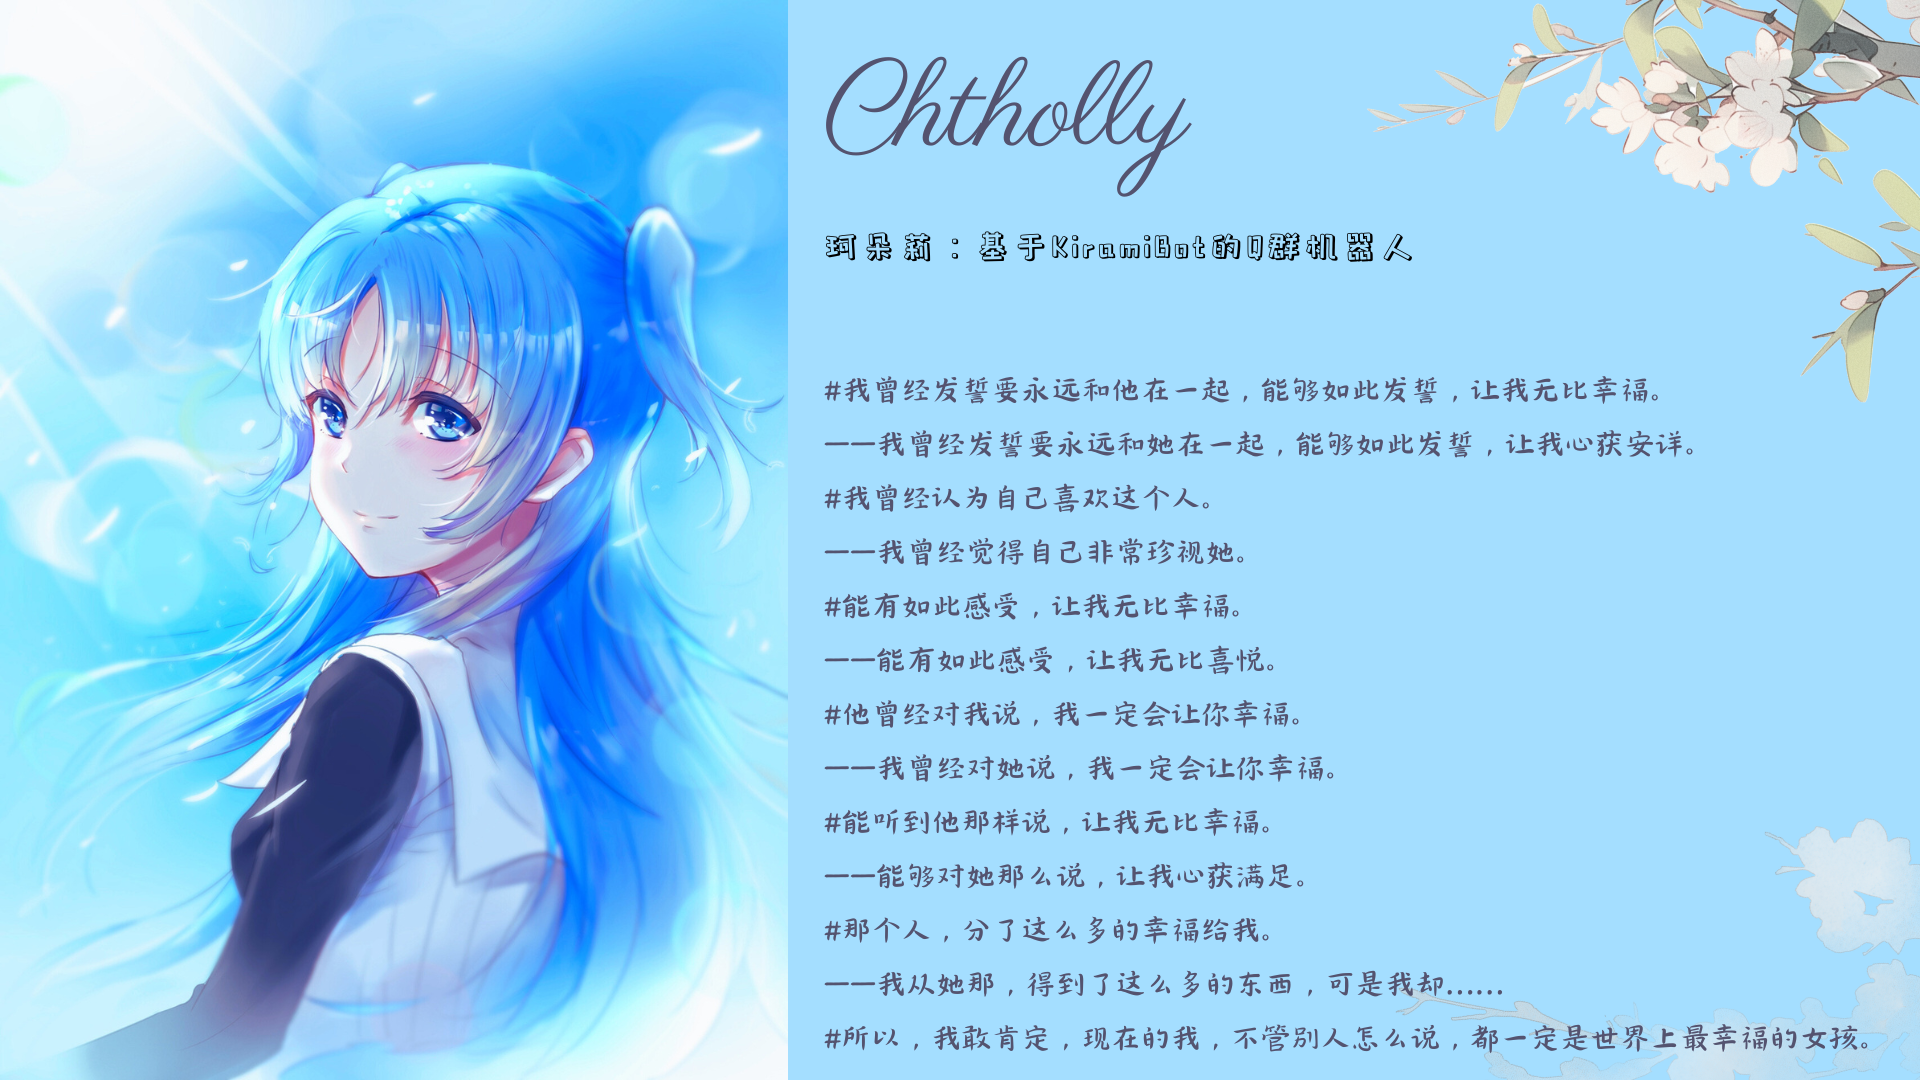 Chtholly
珂朵莉：基于KiramiBot的Q群机器人
#我曾经发誓要永远和他在一起，能够如此发誓，让我无比幸福。
——我曾经发誓要永远和她在一起，能够如此发誓，让我心获安详。
#我曾经认为自己喜欢这个人。
——我曾经觉得自己非常珍视她。
#能有如此感受，让我无比幸福。
——能有如此感受，让我无比喜悦。
#他曾经对我说，我一定会让你幸福。
——我曾经对她说，我一定会让你幸福。
#能听到他那样说，让我无比幸福。
——能够对她那么说，让我心获满足。
#那个人，分了这么多的幸福给我。
——我从她那，得到了这么多的东西，可是我却......
#所以，我敢肯定，现在的我，不管别人怎么说，都一定是世界上最幸福的女孩。